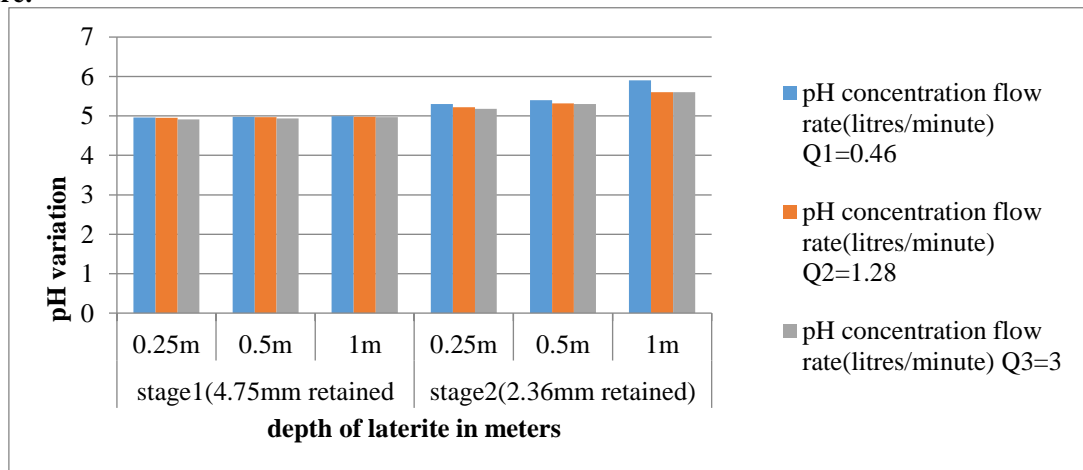 7
6
5
4
3
2
1
0
pH variation
0.25m 0.5m 1m 0.25m 0.5m 1m
stage1(4.75mm retained stage2(2.36mm retained)
depth of laterite in meters
pH concentration flow
rate(litres/minute)
Q1=0.46
pH concentration flow
rate(litres/minute)
Q2=1.28
pH concentration flow
rate(litres/minute) Q3=3